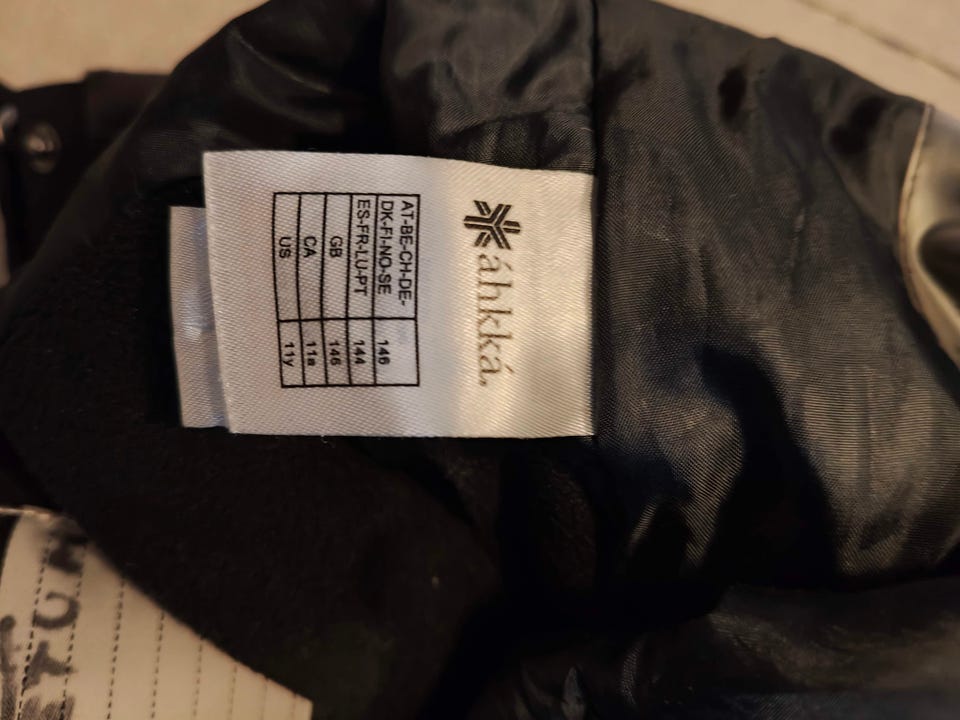 áhkká.
AT-BE-CH-DE-
DK-FI-NO-SE 146
ES-FR-LU-PT 144
GB 146
CA 11a
US 11y